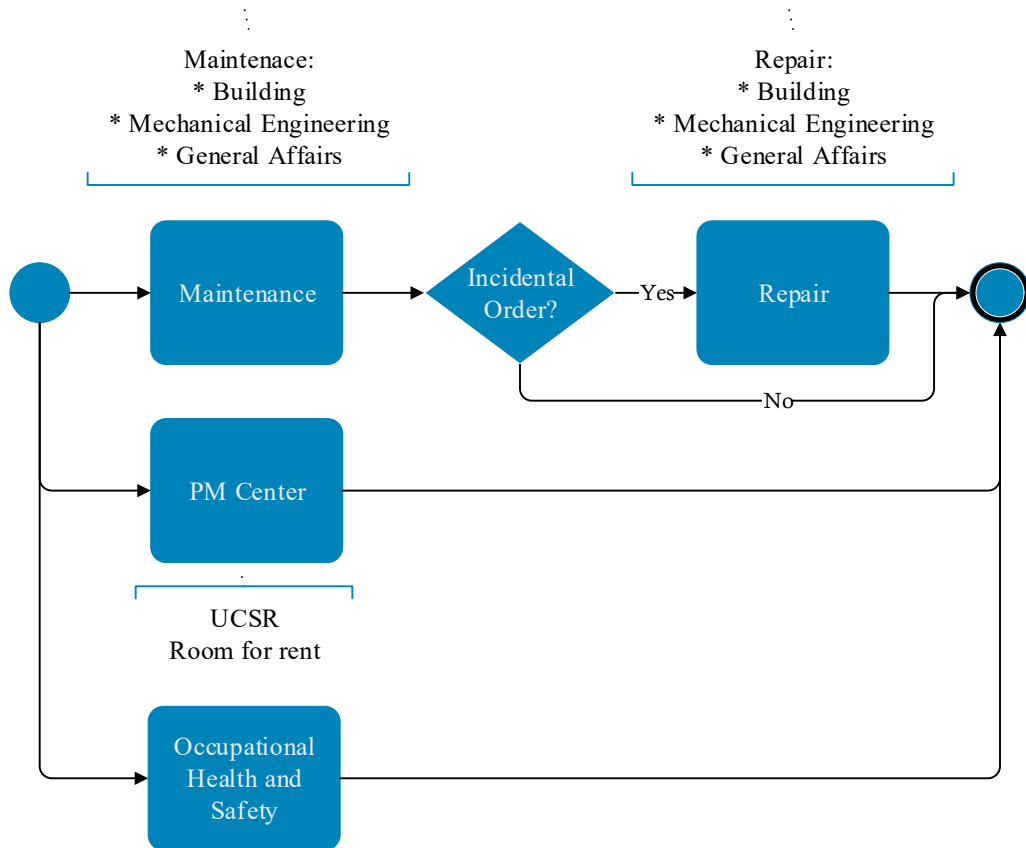 Maintenace:
* Building
* Mechanical Engineering
* General Affairs
Repair:
* Building
* Mechanical Engineering
* General Affairs
Maintenance
Incidental
Order?
Yes
Repair
No
PM Center
UCSR
Room for rent
Occupational
Health and
Safety